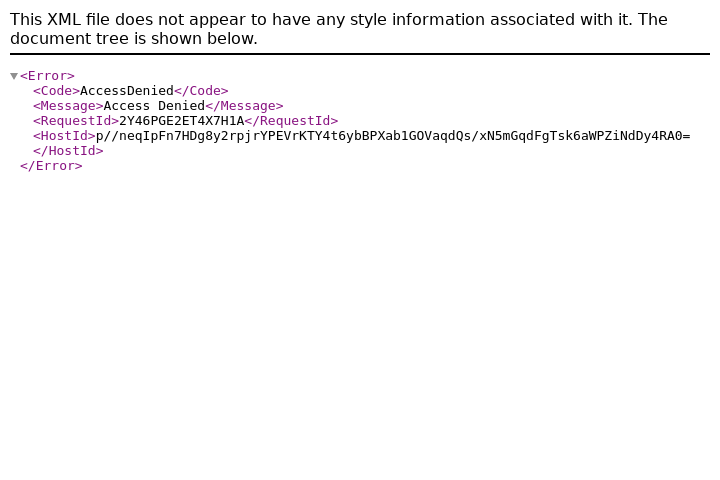 This XML file does not appear to have any style information associated with it. The
document tree is shown below.
<Error>
<Code>AccessDenied</Code>
<Message>Access Denied</Message>
<RequestId>2Y46PGE2ET4X7H1A</RequestId>
<HostId>p//neqIpFn7HDg8y2rpjrYPEVrKTY4t6ybBPXab1GOVaqdQs/xN5mGqdFgTsk6aWPZiNdDy4RA0=
</HostId>
</Error>